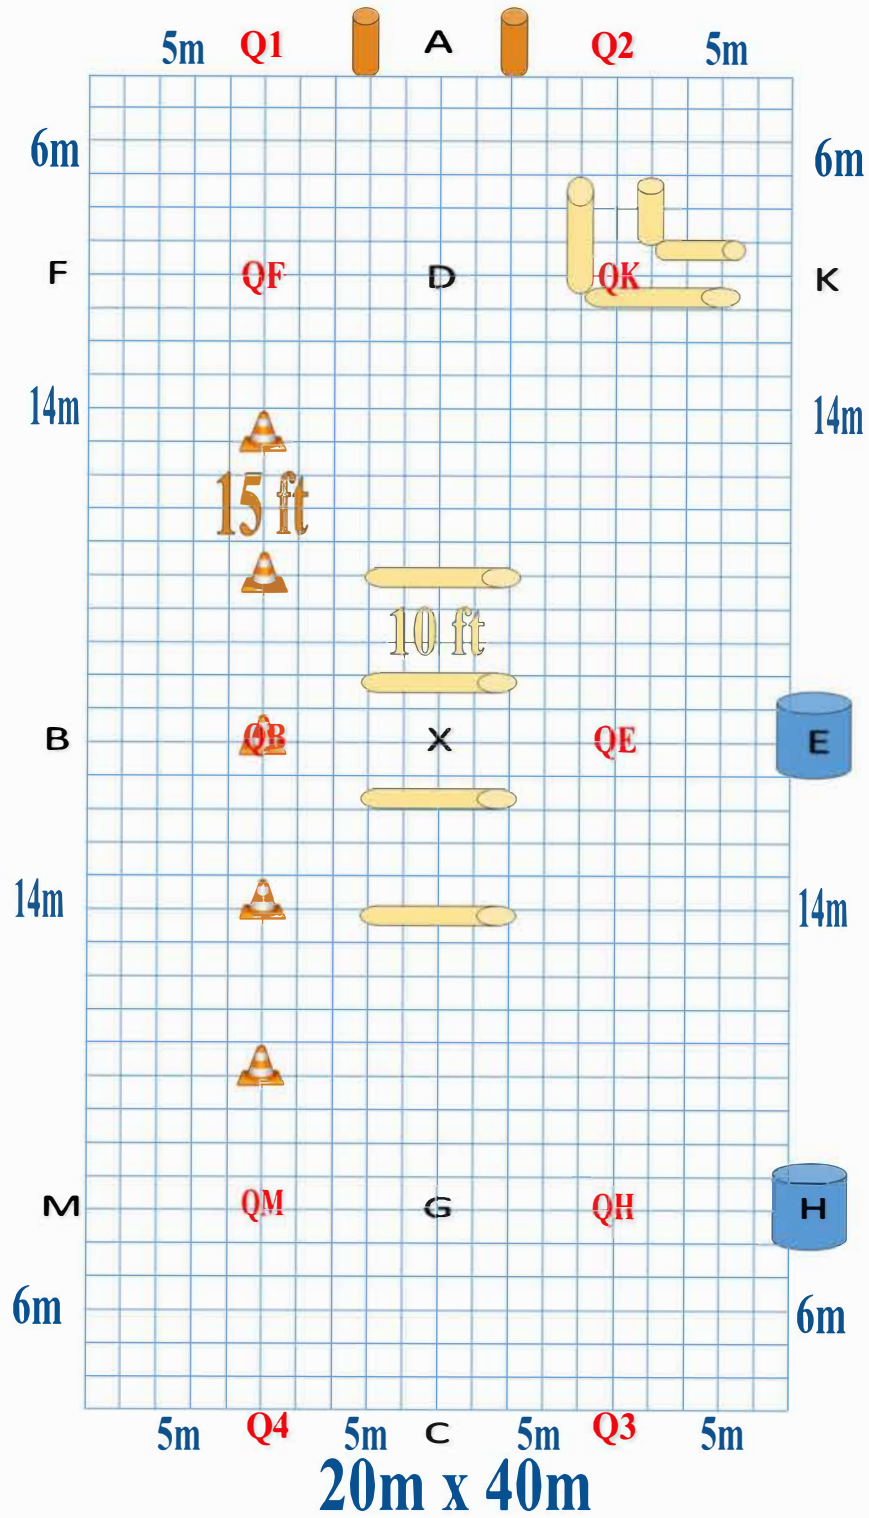 5m Q1 A Q2 5m
6m 6m
F QF D QK K
14m 14m
15 ft
10 ft
B QB X QE E
14m 14m
M QM G QH H
6m 6m
5m Q4 5m C 5m Q3 5m
20m x 40m